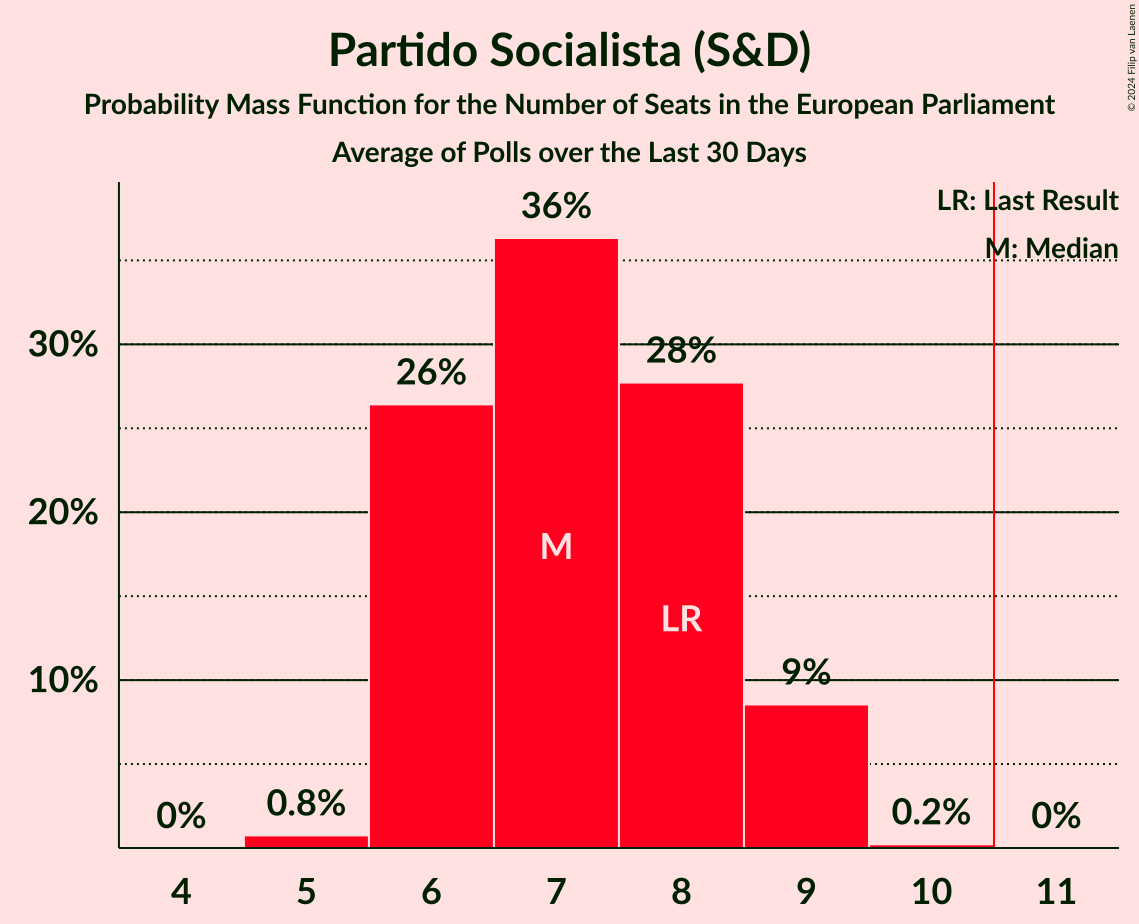 Partido Socialista (S&D)
Probability Mass Function for the Number of Seats in the European Parliament
Average of Polls over the Last 30 Days
© 2024 Filip van Laenen
LR: Last Result
M: Median
36%
30%
28%
26%
20%
M
LR
10%
9%
0%
0.8%
0.2%
0%
4 5 6 7 8 9 10 11